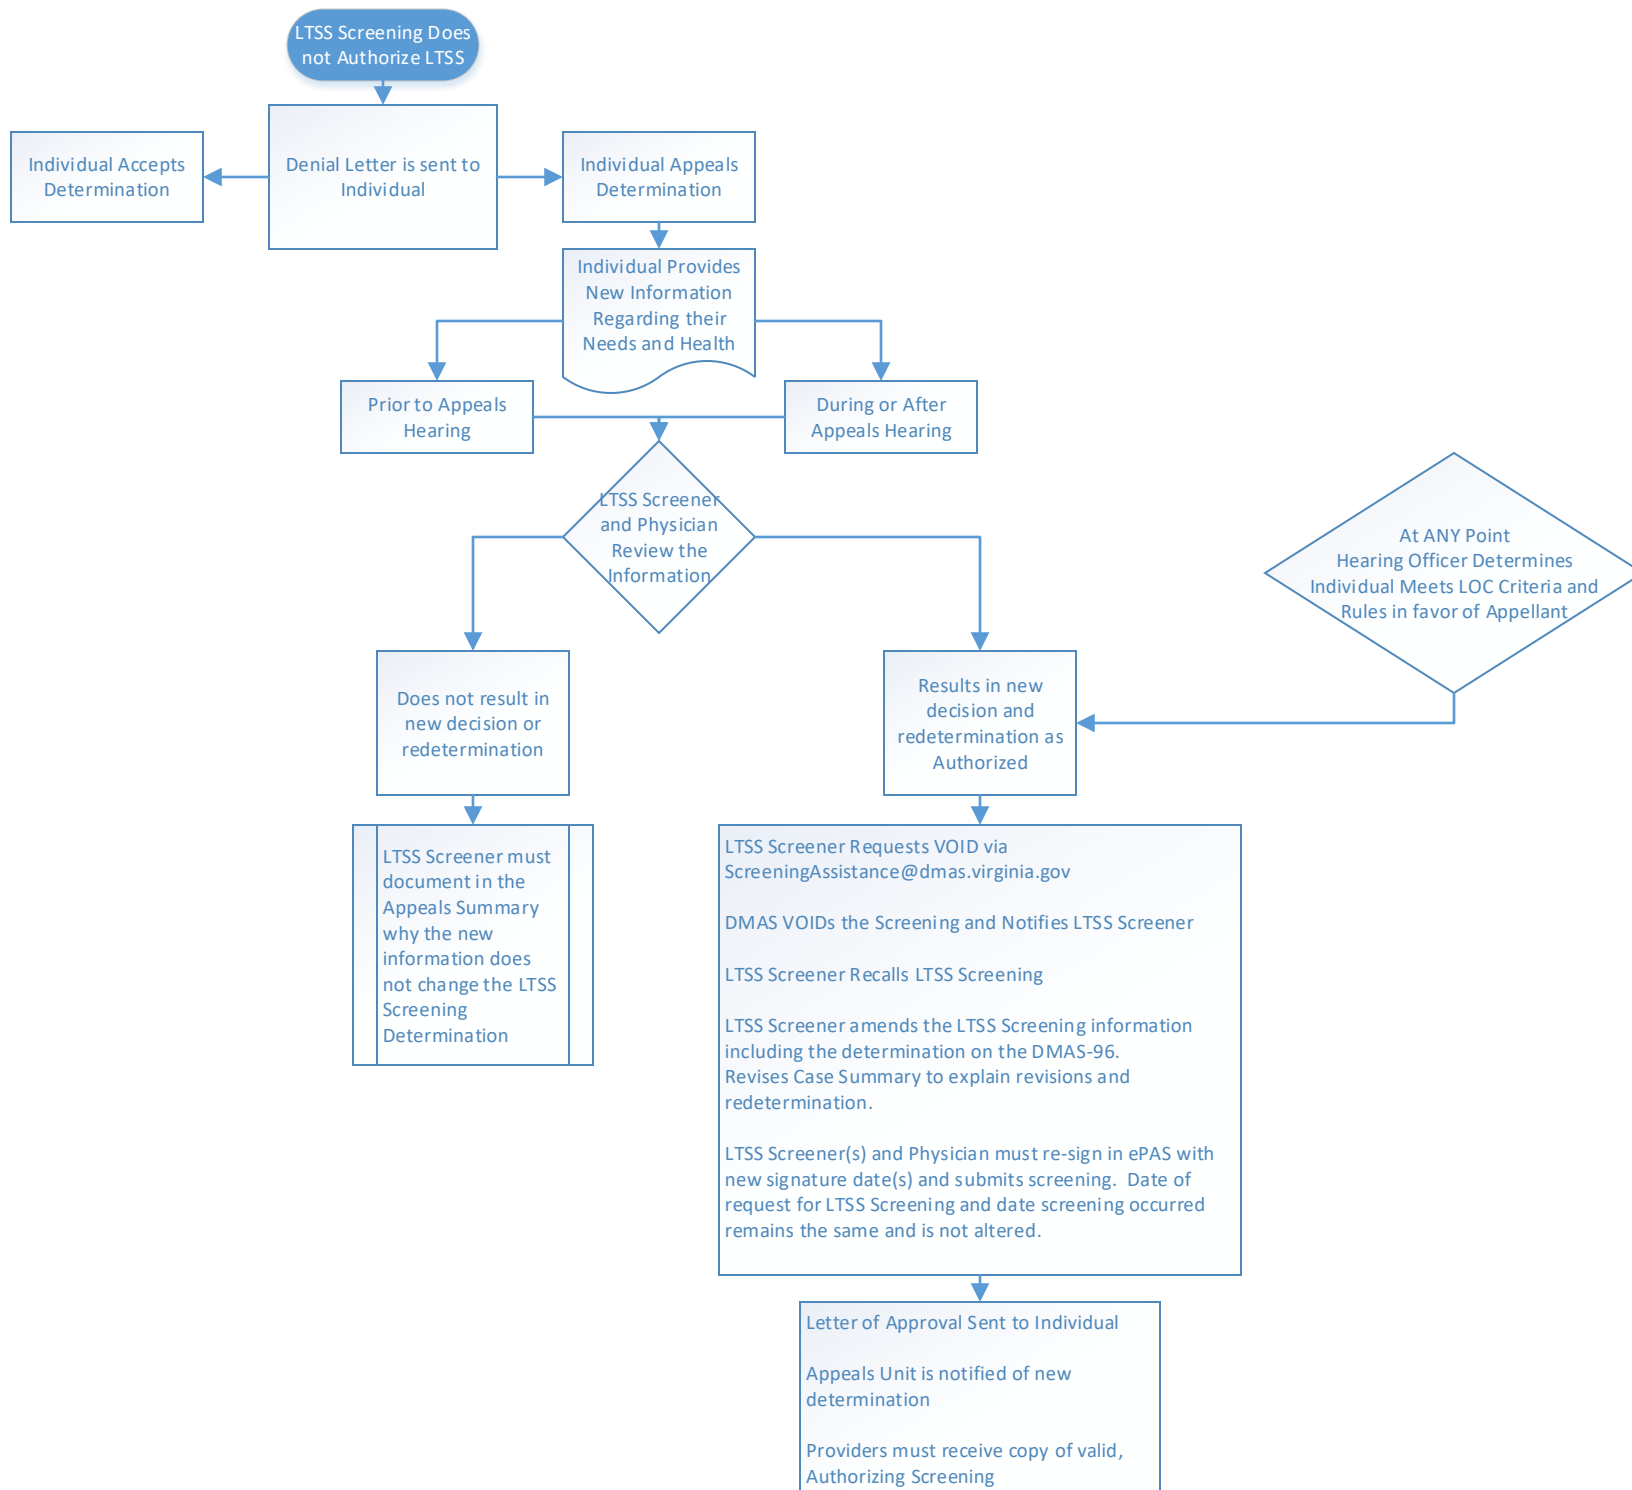 LTSS Screening Does
not Authorize LTSS
Individual Accepts
Determination
Denial Letter is sent to
Individual
Individual Appeals
Determination
Individual Provides
New Information
Regarding their
Needs and Health
Prior to Appeals
Hearing
During or After
Appeals Hearing
LTSS Screener
and Physician
Review the
Information
At ANY Point
Hearing Officer Determines
Individual Meets LOC Criteria and
Rules in favor of Appellant
Does not result in
new decision or
redetermination
Results in new
decision and
redetermination as
Authorized
LTSS Screener must
document in the
Appeals Summary
why the new
information does
not change the LTSS
Screening
Determination
LTSS Screener Requests VOID via
ScreeningAssistance@dmas.virginia.gov
DMAS VOIDs the Screening and Notifies LTSS Screener
LTSS Screener Recalls LTSS Screening
LTSS Screener amends the LTSS Screening information
including the determination on the DMAS-96.
Revises Case Summary to explain revisions and
redetermination.
LTSS Screener(s) and Physician must re-sign in ePAS with
new signature date(s) and submits screening.  Date of
request for LTSS Screening and date screening occurred
remains the same and is not altered.
Letter of Approval Sent to Individual
Appeals Unit is notified of new
determination
Providers must receive copy of valid,
Authorizing Screening